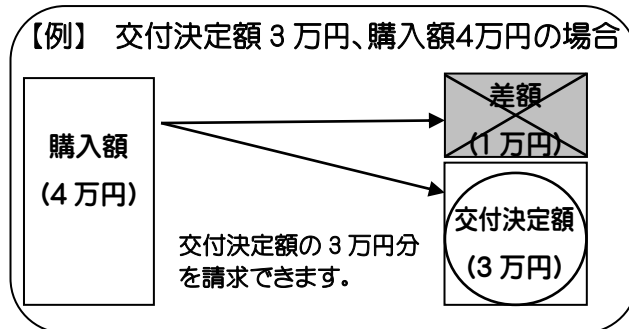 【例】 交付決定額3万円、購入額4万円の場合
購入額
(4万円)
差額
(1万円)
交付決定額の3万円分
を請求できます。
交付決定額
(3万円)